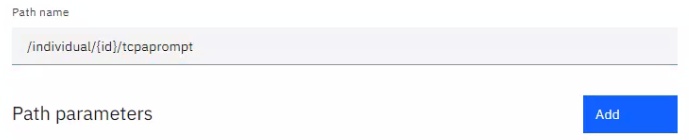 Path name
/individual/{id}/tcpaprompt
Path parameters
Add